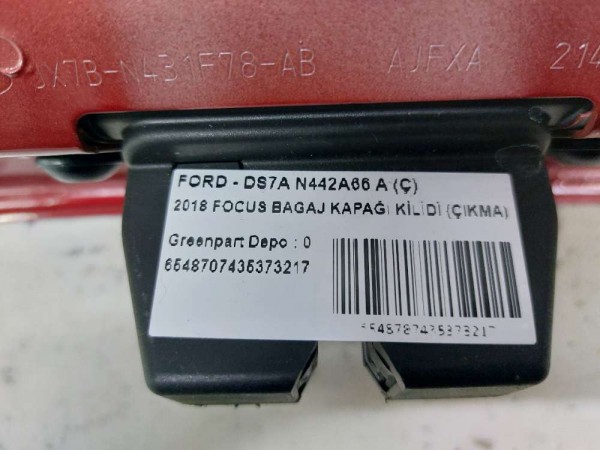 JX7B-N431F78-AB AJFXA 214
FORD - DS7A N442A66 A (Ç)
2018 FOCUS BAGAJ KAPAĞI KİLİDİ (ÇIKMA)
Greenpart Depo : 0
6548707435373217